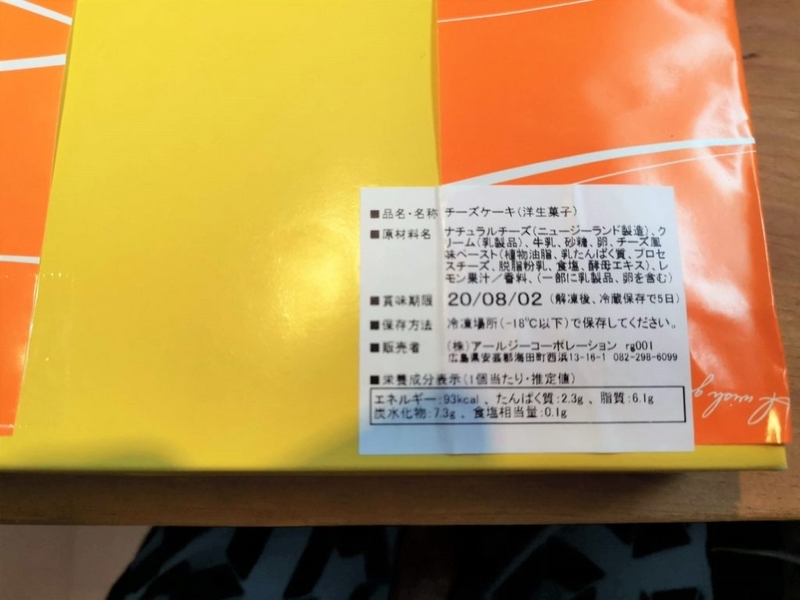 ■品名・名称 チーズケーキ(洋生菓子)
■原材料名 ナチュラルチーズ(ニュージーランド製造)、ク
リーム(乳製品)、牛乳、砂糖、卵、チーズ風
味ペースト(植物油脂、乳たんぱく質、プロセ
スチーズ、脱脂粉乳、食塩、酵母エキス)、レ
モン果汁/香料、(一部に乳製品、卵を含む)
■賞味期限 20/08/02 (解凍後、冷蔵保存で5日)
■保存方法 冷凍場所(-18℃以下)で保存してください。
■販売者 (株)アールジーコーポレーション rg001
広島県安芸郡海田町西浜13-16-1 082-298-6099
■栄養成分表示(1個当たり・推定値)
エネルギー:93kcal 、たんぱく質:2.3g 、脂質:6.1g
炭水化物:7.3g 、食塩相当量:0.1g